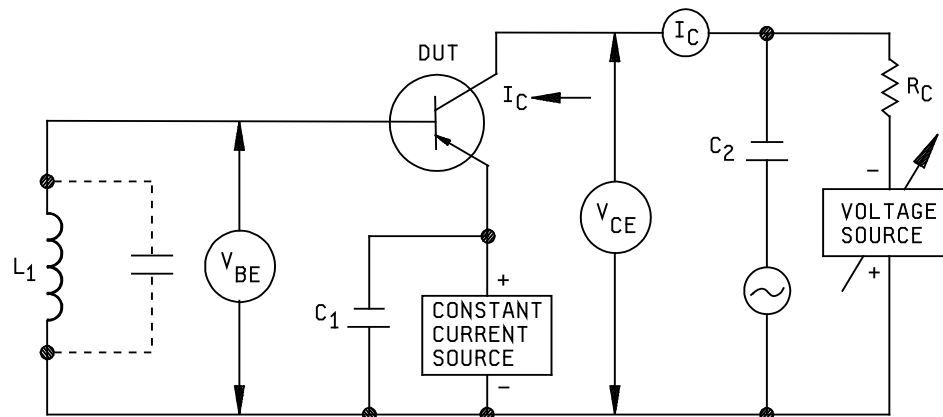 DUT
I_C
I_C
R_C
C_2
−
VOLTAGE
SOURCE
+
V_CE
V_BE
L_1
C_1
+
CONSTANT
CURRENT
SOURCE
−